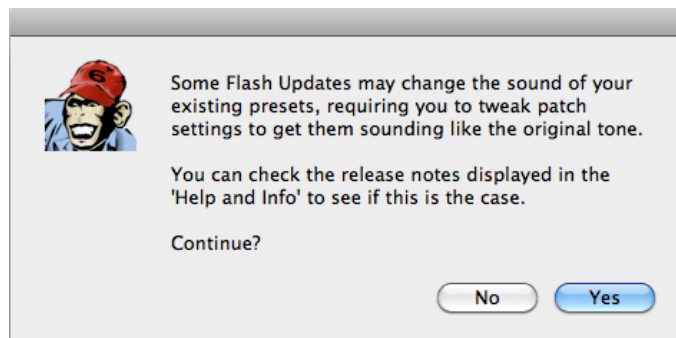 6
Some Flash Updates may change the sound of your
existing presets, requiring you to tweak patch
settings to get them sounding like the original tone.
You can check the release notes displayed in the
'Help and Info' to see if this is the case.
Continue?
No
Yes